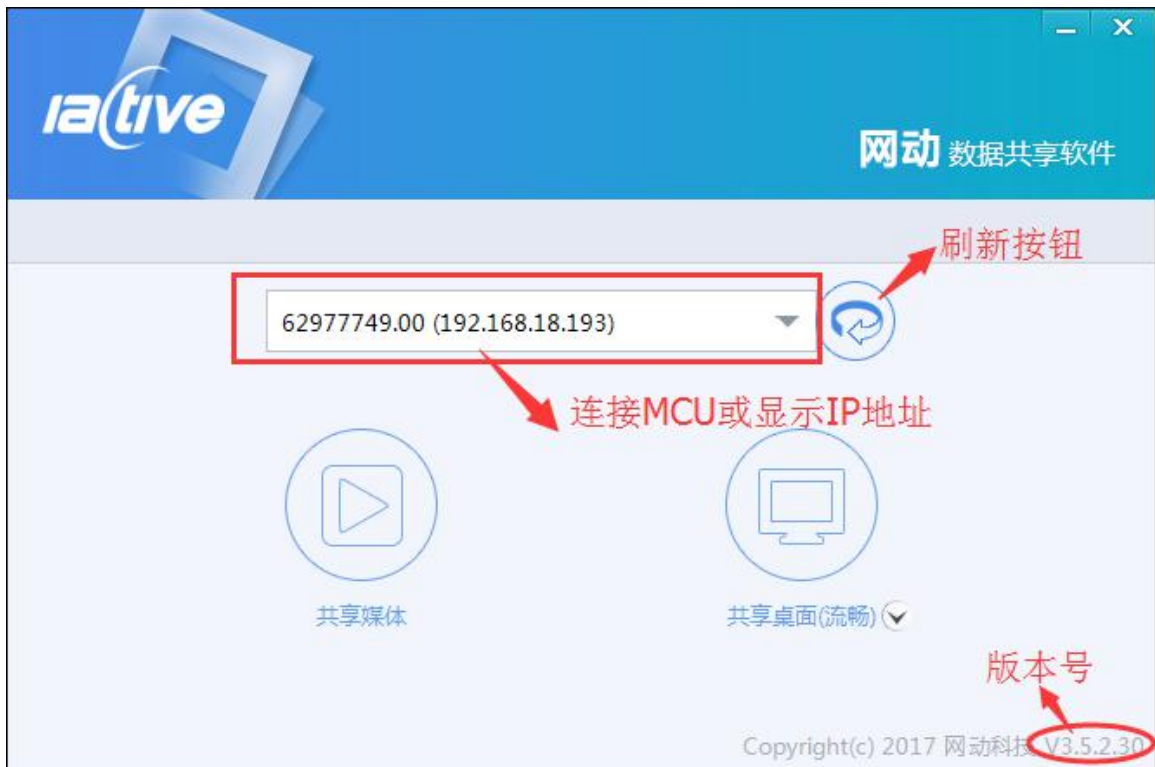 iactive
网动 数据共享软件
刷新按钮
62977749.00 (192.168.18.193)
连接MCU或显示IP地址
共享媒体
共享桌面(流畅)
版本号
Copyright(c) 2017 网动科技 V3.5.2.30